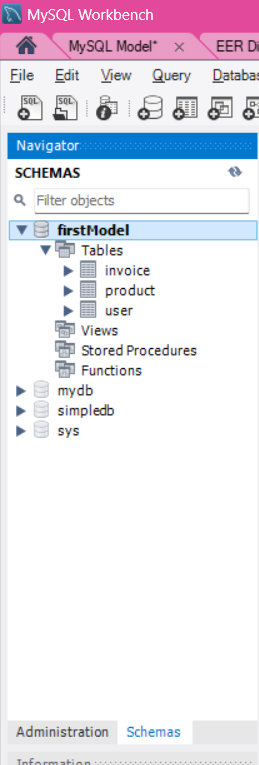 MySQL Workbench
MySQL Model* × EER Di
File Edit View Query Databas
SQL SQL
Navigator
SCHEMAS
Filter objects
firstModel
Tables
invoice
product
user
Views
Stored Procedures
Functions
mydb
simpledb
sys
Administration Schemas
Information